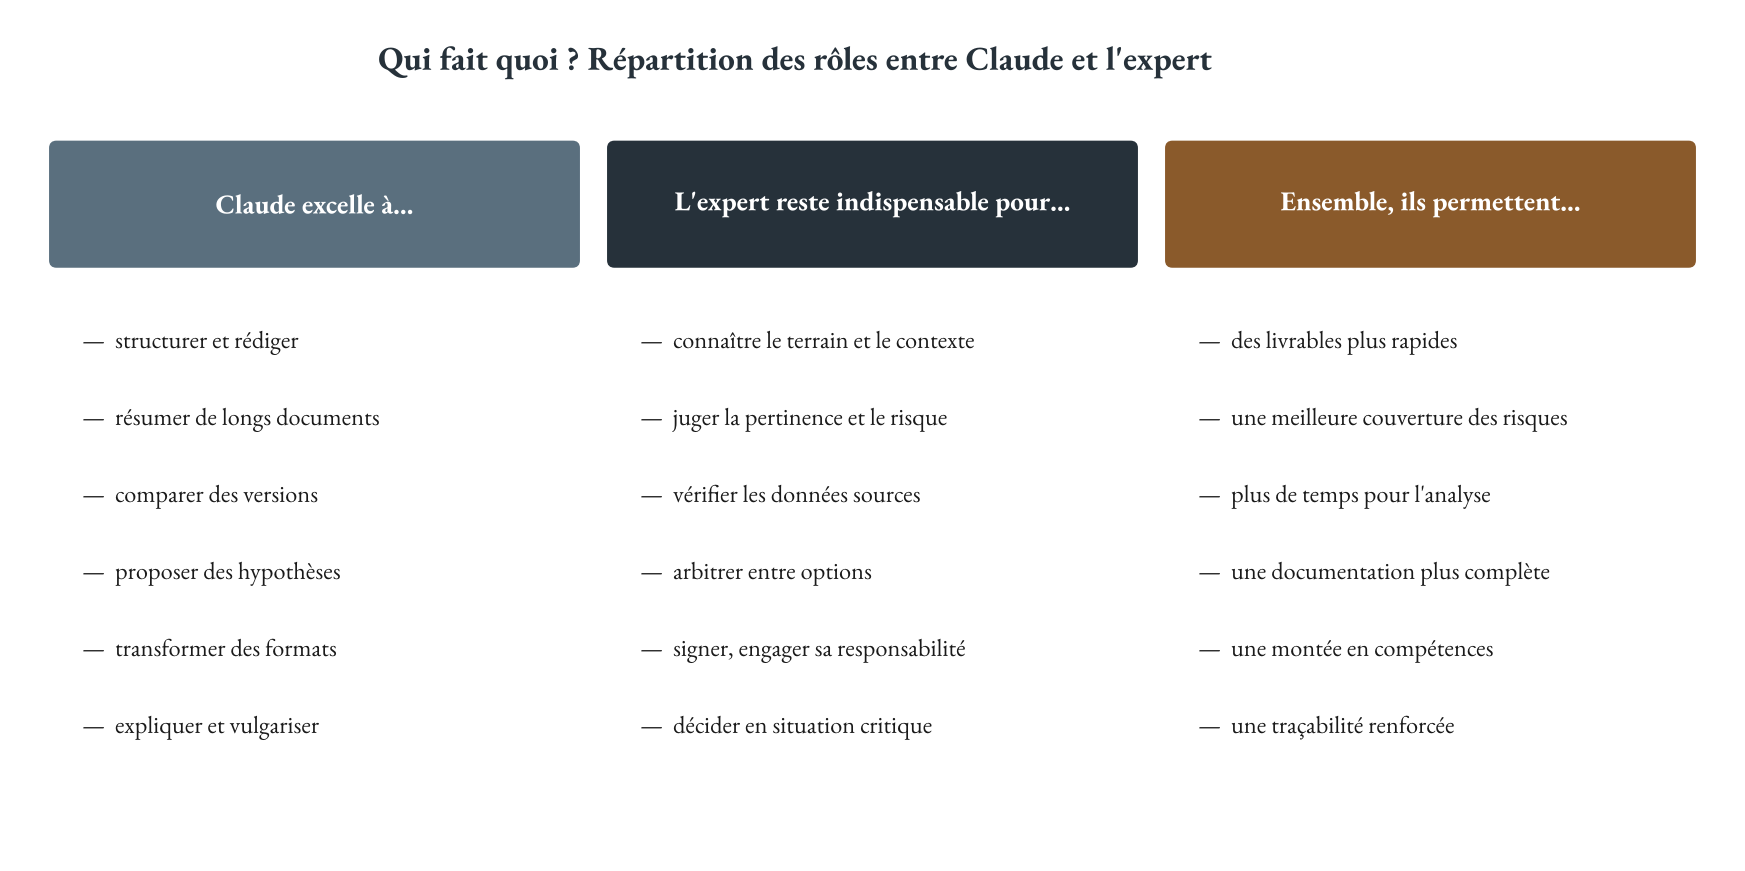 Qui fait quoi ? Répartition des rôles entre Claude et l'expert
Claude excelle à...
— structurer et rédiger
— résumer de longs documents
— comparer des versions
— proposer des hypothèses
— transformer des formats
— expliquer et vulgariser
L'expert reste indispensable pour...
— connaître le terrain et le contexte
— juger la pertinence et le risque
— vérifier les données sources
— arbitrer entre options
— signer, engager sa responsabilité
— décider en situation critique
Ensemble, ils permettent...
— des livrables plus rapides
— une meilleure couverture des risques
— plus de temps pour l'analyse
— une documentation plus complète
— une montée en compétences
— une traçabilité renforcée